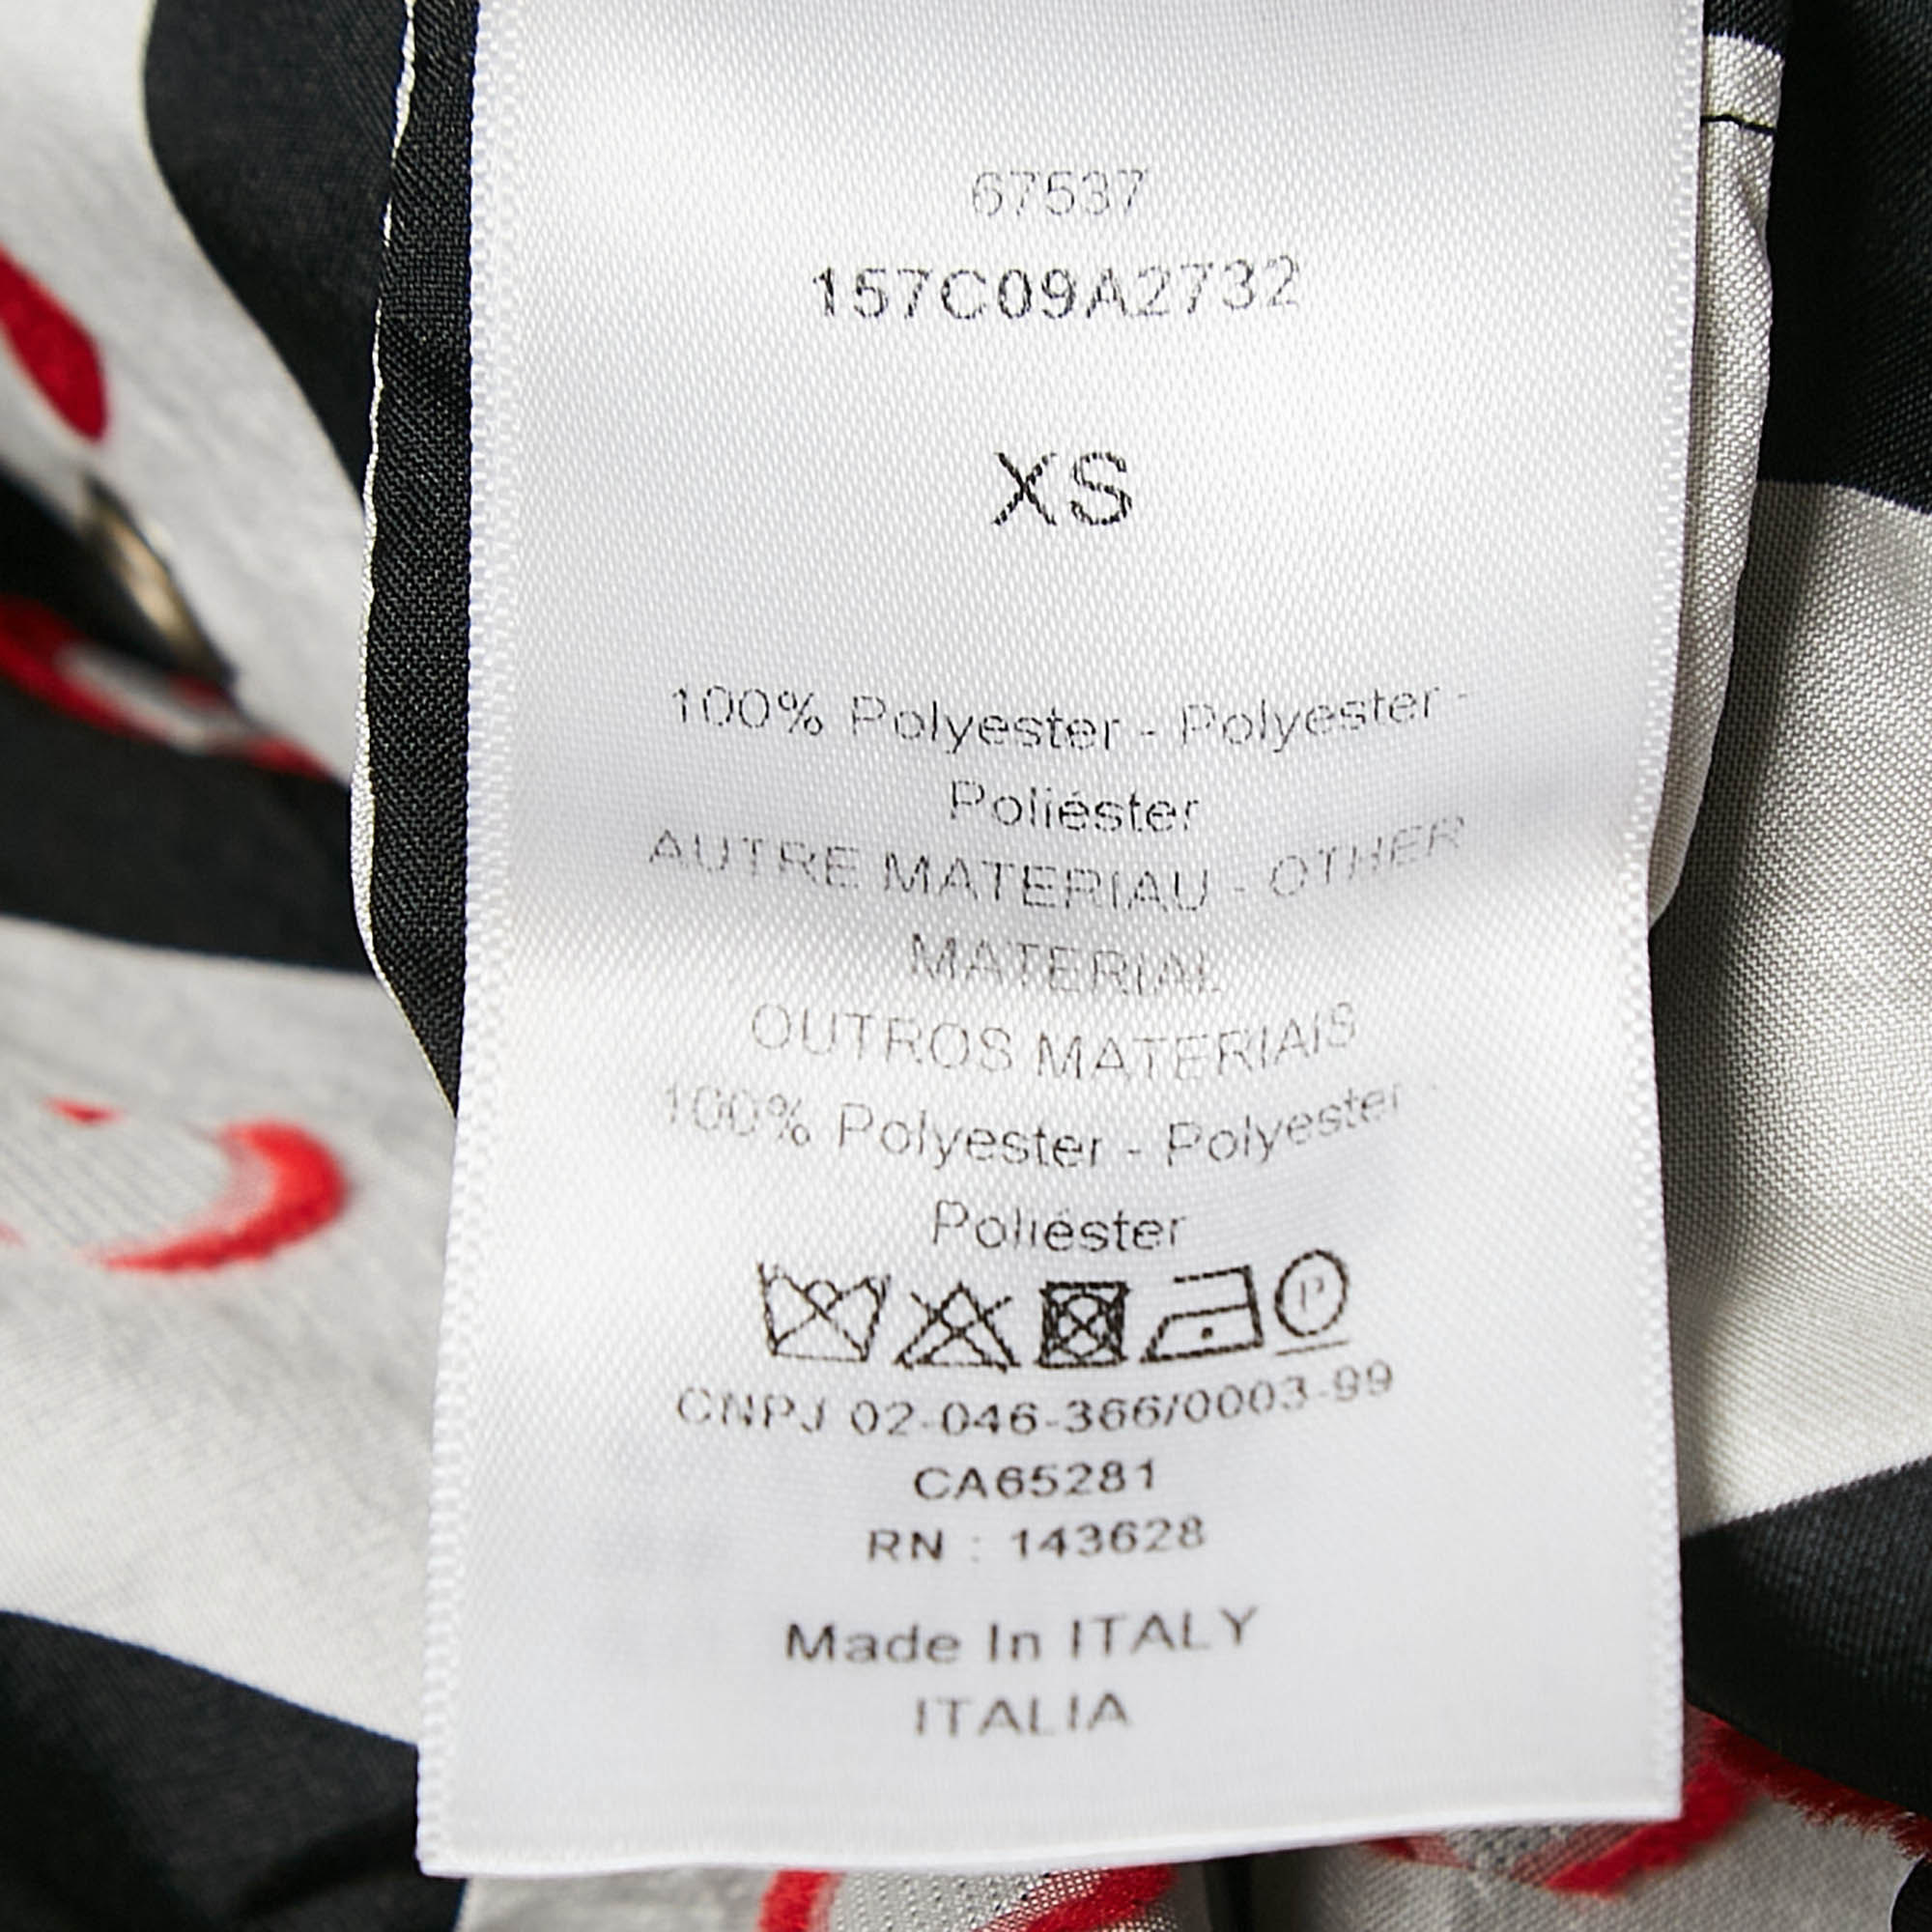 67537
157C09A2732
XS
100% Polyester - Polyester -
Poliéster
AUTRE MATERIAU - OTHER
MATERIAL
OUTROS MATERIAIS
100% Polyester - Polyester -
Poliéster
P
CNPJ 02-046-366/0003-99
CA65281
RN : 143628
Made In ITALY
ITALIA